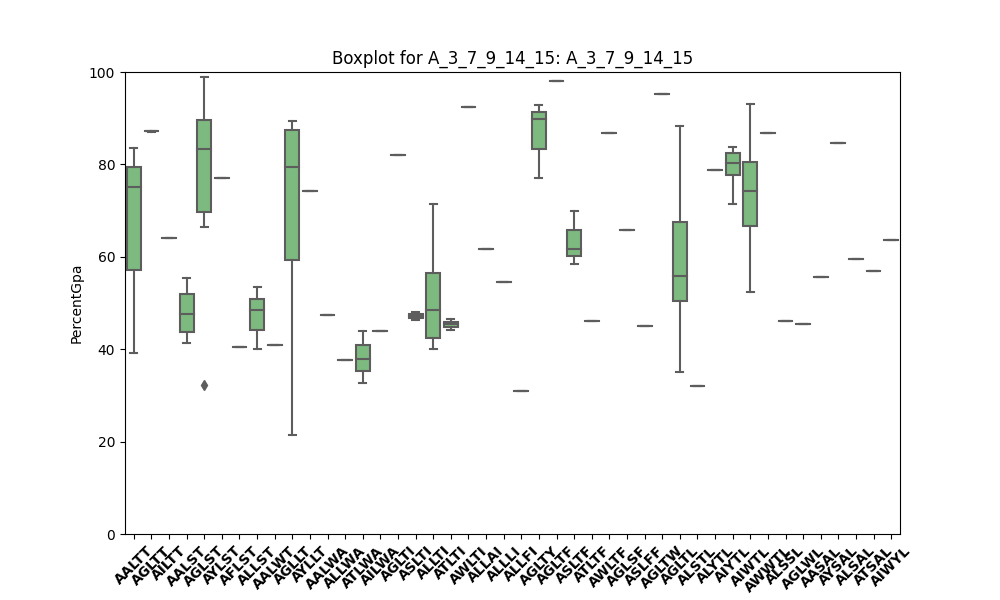 Boxplot for A_3_7_9_14_15: A_3_7_9_14_15
PercentGpa
100
80
60
40
20
0
AALTT
AGLTT
AILTT
AALST
AGLST
AYLST
AFLST
ALLST
AALWT
AGLLT
AYLLT
AALWA
ALLWA
ATLWA
AILWA
AGLTI
ASLTI
ALLTI
ATLTI
AWLTI
ALLAI
ALLLI
ALLFI
AGLTY
AGLTF
ASLTF
ATLTF
AWLTF
AGLSF
ASLFF
AGLTW
AGLTL
ALSTL
ALYTL
AIYTL
AIWTL
AWWTL
ALSSL
AGLWL
AASAL
AYSAL
ALSAL
ATSAL
AIWYL